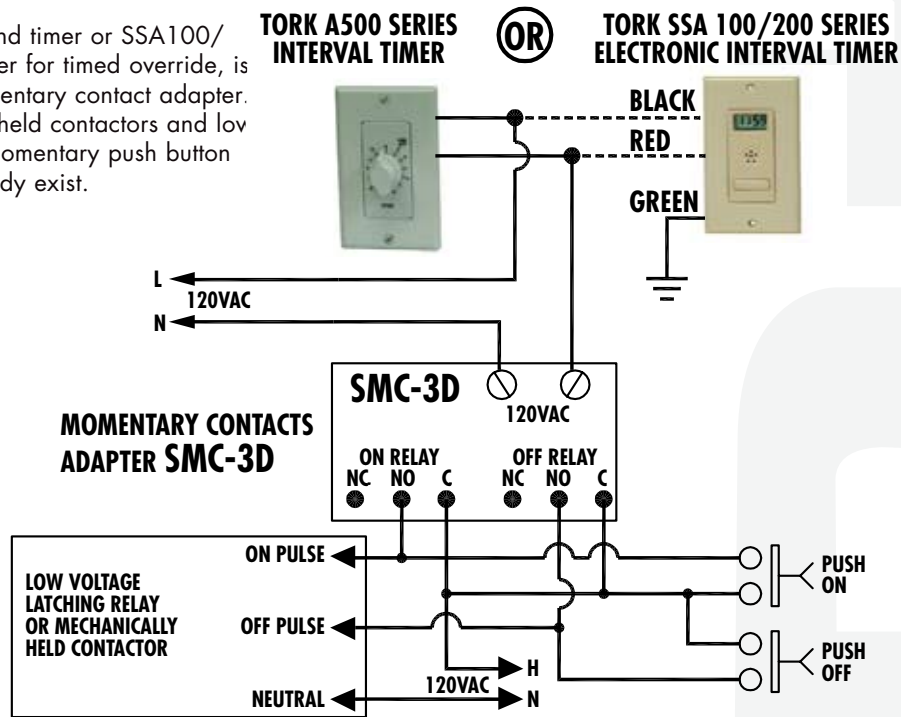 nd timer or SSA100/
er for timed override, is
entary contact adapter.
held contactors and low
omentary push button
dy exist.
TORK A500 SERIES
INTERVAL TIMER
OR
TORK SSA 100/200 SERIES
ELECTRONIC INTERVAL TIMER
BLACK
RED
GREEN
L
120VAC
N
SMC-3D
120VAC
MOMENTARY CONTACTS
ADAPTER SMC-3D
ON RELAY
OFF RELAY
NC NO C
NC NO C
ON PULSE
LOW VOLTAGE
LATCHING RELAY
OR MECHANICALLY
HELD CONTACTOR
OFF PULSE
NEUTRAL
H
120VAC
N
PUSH
ON
PUSH
OFF